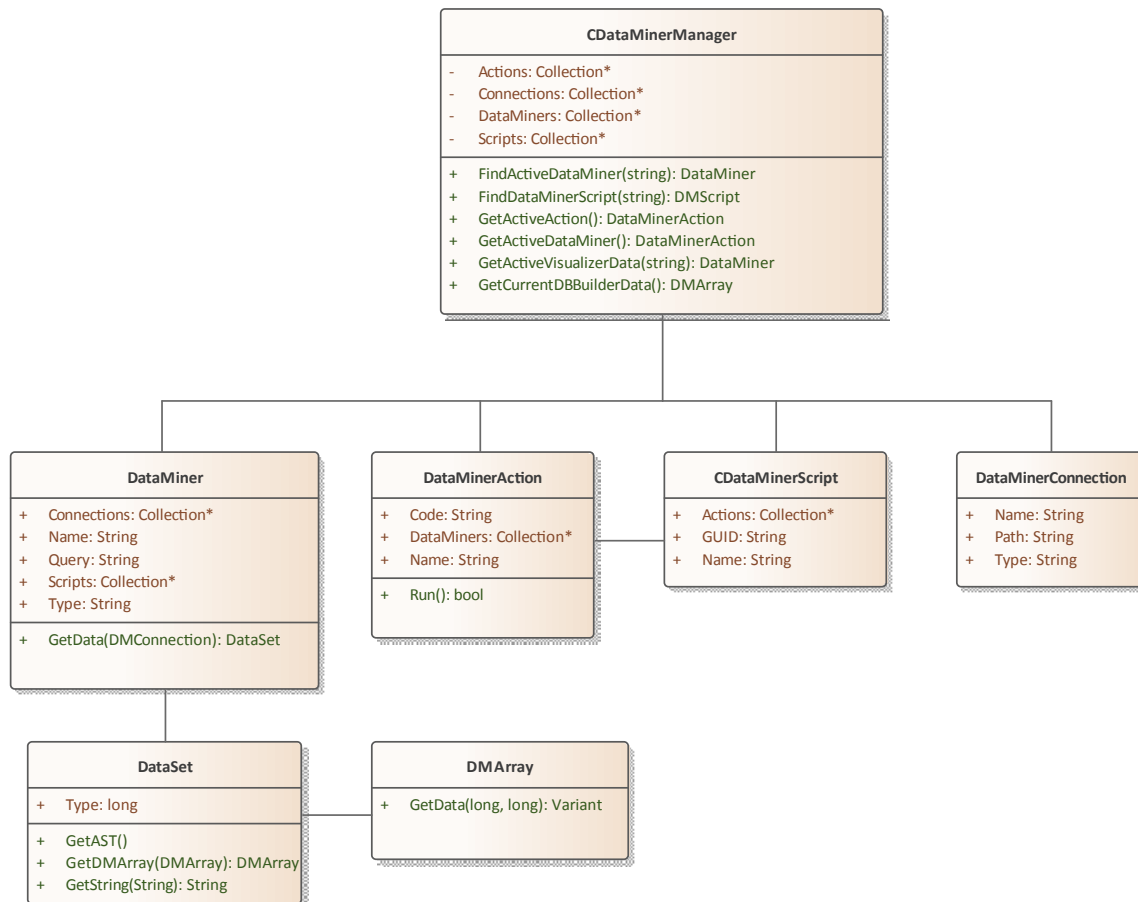 CDataMinerManager
- Actions: Collection*
- Connections: Collection*
- DataMiners: Collection*
- Scripts: Collection*
+ FindActiveDataMiner(string): DataMiner
+ FindDataMinerScript(string): DMScript
+ GetActiveAction(): DataMinerAction
+ GetActiveDataMiner(): DataMinerAction
+ GetActiveVisualizerData(string): DataMiner
+ GetCurrentDBBuilderData(): DMArray
DataMiner
+ Connections: Collection*
+ Name: String
+ Query: String
+ Scripts: Collection*
+ Type: String
+ GetData(DMConnection): DataSet
DataMinerAction
+ Code: String
+ DataMiners: Collection*
+ Name: String
+ Run(): bool
CDataMinerScript
+ Actions: Collection*
+ GUID: String
+ Name: String
DataMinerConnection
+ Name: String
+ Path: String
+ Type: String
DataSet
+ Type: long
+ GetAST()
+ GetDMArray(DMArray): DMArray
+ GetString(String): String
DMArray
+ GetData(long, long): Variant